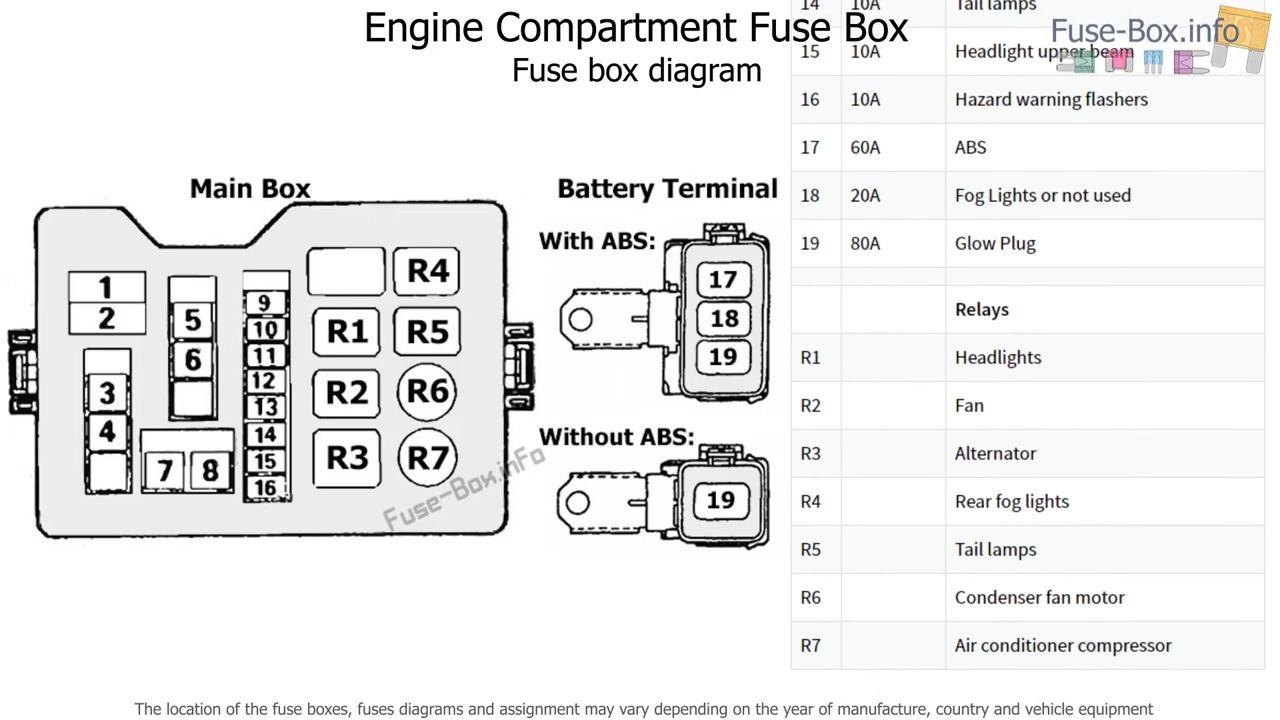 Engine Compartment Fuse Box
Fuse box diagram
Fuse-Box.info
Main Box
1
2
3
4
5
6
7 8
9
10
11
12
13
14
15
16
R4
R1 R5
R2 R6
R3 R7
Fuse-Box.info
Battery Terminal
With ABS:
17
18
19
Without ABS:
19
14 10A Tail lamps
15 10A Headlight upper beam
16 10A Hazard warning flashers
17 60A ABS
18 20A Fog Lights or not used
19 80A Glow Plug
Relays
R1 Headlights
R2 Fan
R3 Alternator
R4 Rear fog lights
R5 Tail lamps
R6 Condenser fan motor
R7 Air conditioner compressor
The location of the fuse boxes, fuses diagrams and assignment may vary depending on the year of manufacture, country and vehicle equipment